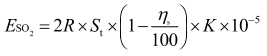 E_{SO_2} = 2R × S_t × (1 − η_s/100) × K × 10^{-5}